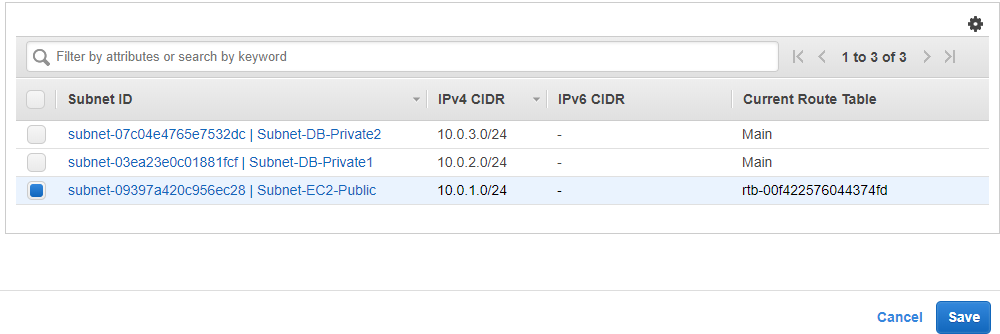 Filter by attributes or search by keyword
1 to 3 of 3
Subnet ID IPv4 CIDR IPv6 CIDR Current Route Table
subnet-07c04e4765e7532dc | Subnet-DB-Private2 10.0.3.0/24 - Main
subnet-03ea23e0c01881fcf | Subnet-DB-Private1 10.0.2.0/24 - Main
subnet-09397a420c956ec28 | Subnet-EC2-Public 10.0.1.0/24 - rtb-00f422576044374fd
Cancel Save